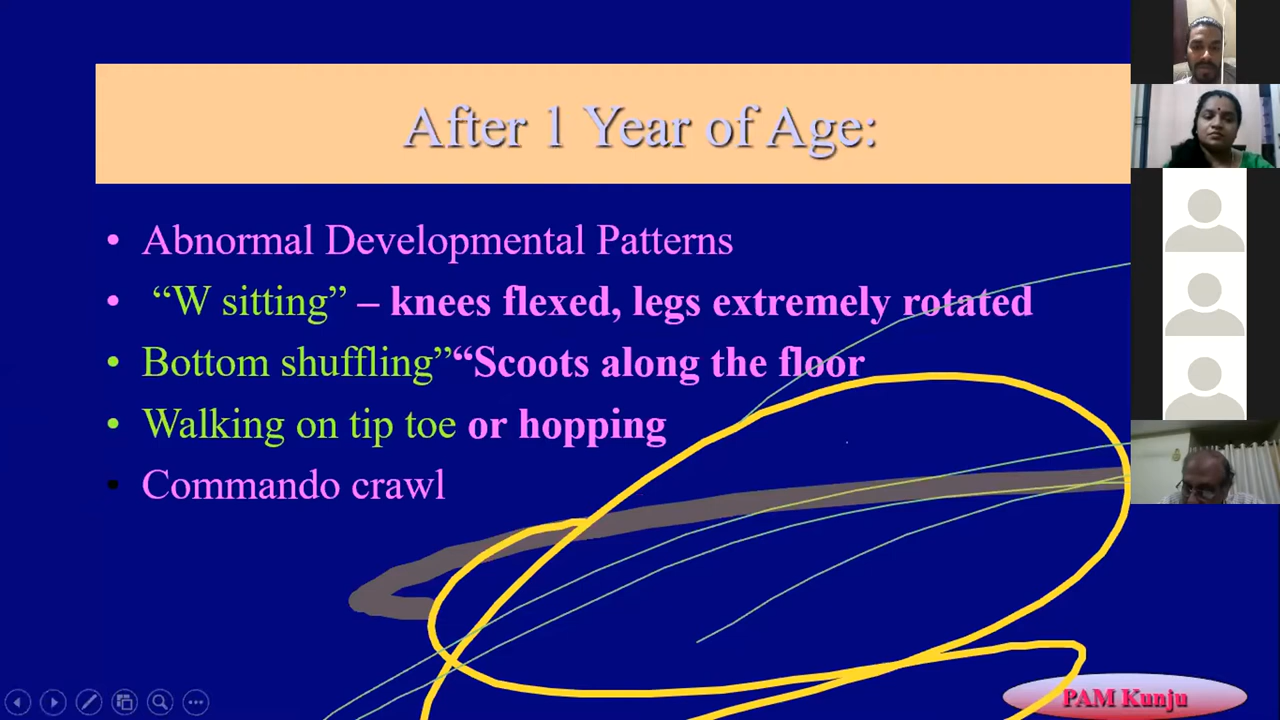 After 1 Year of Age:
• Abnormal Developmental Patterns
• “W sitting” – knees flexed, legs extremely rotated
• Bottom shuffling”“Scoots along the floor
• Walking on tip toe or hopping
• Commando crawl
PAM Kunju